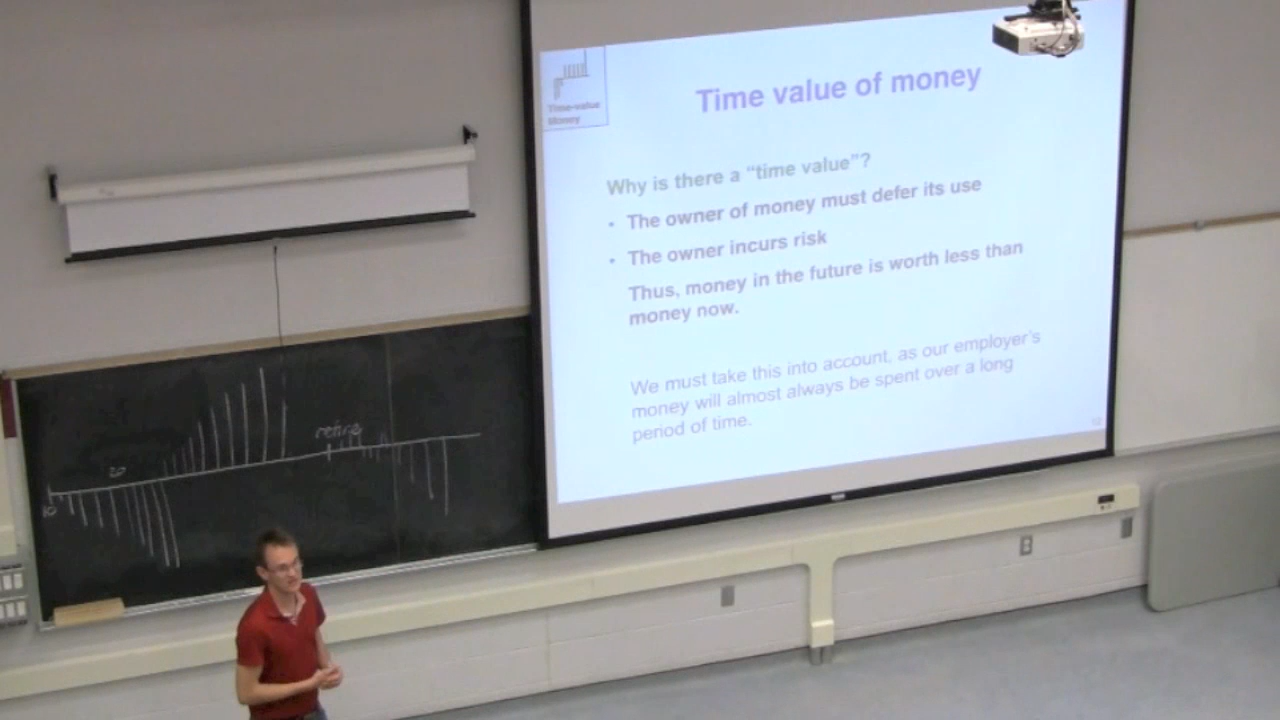 Time-value
Money
Time value of money
Why is there a “time value”?
• The owner of money must defer its use
• The owner incurs risk
Thus, money in the future is worth less than
money now.
We must take this into account, as our employer’s
money will almost always be spent over a long
period of time.
retire
20
10